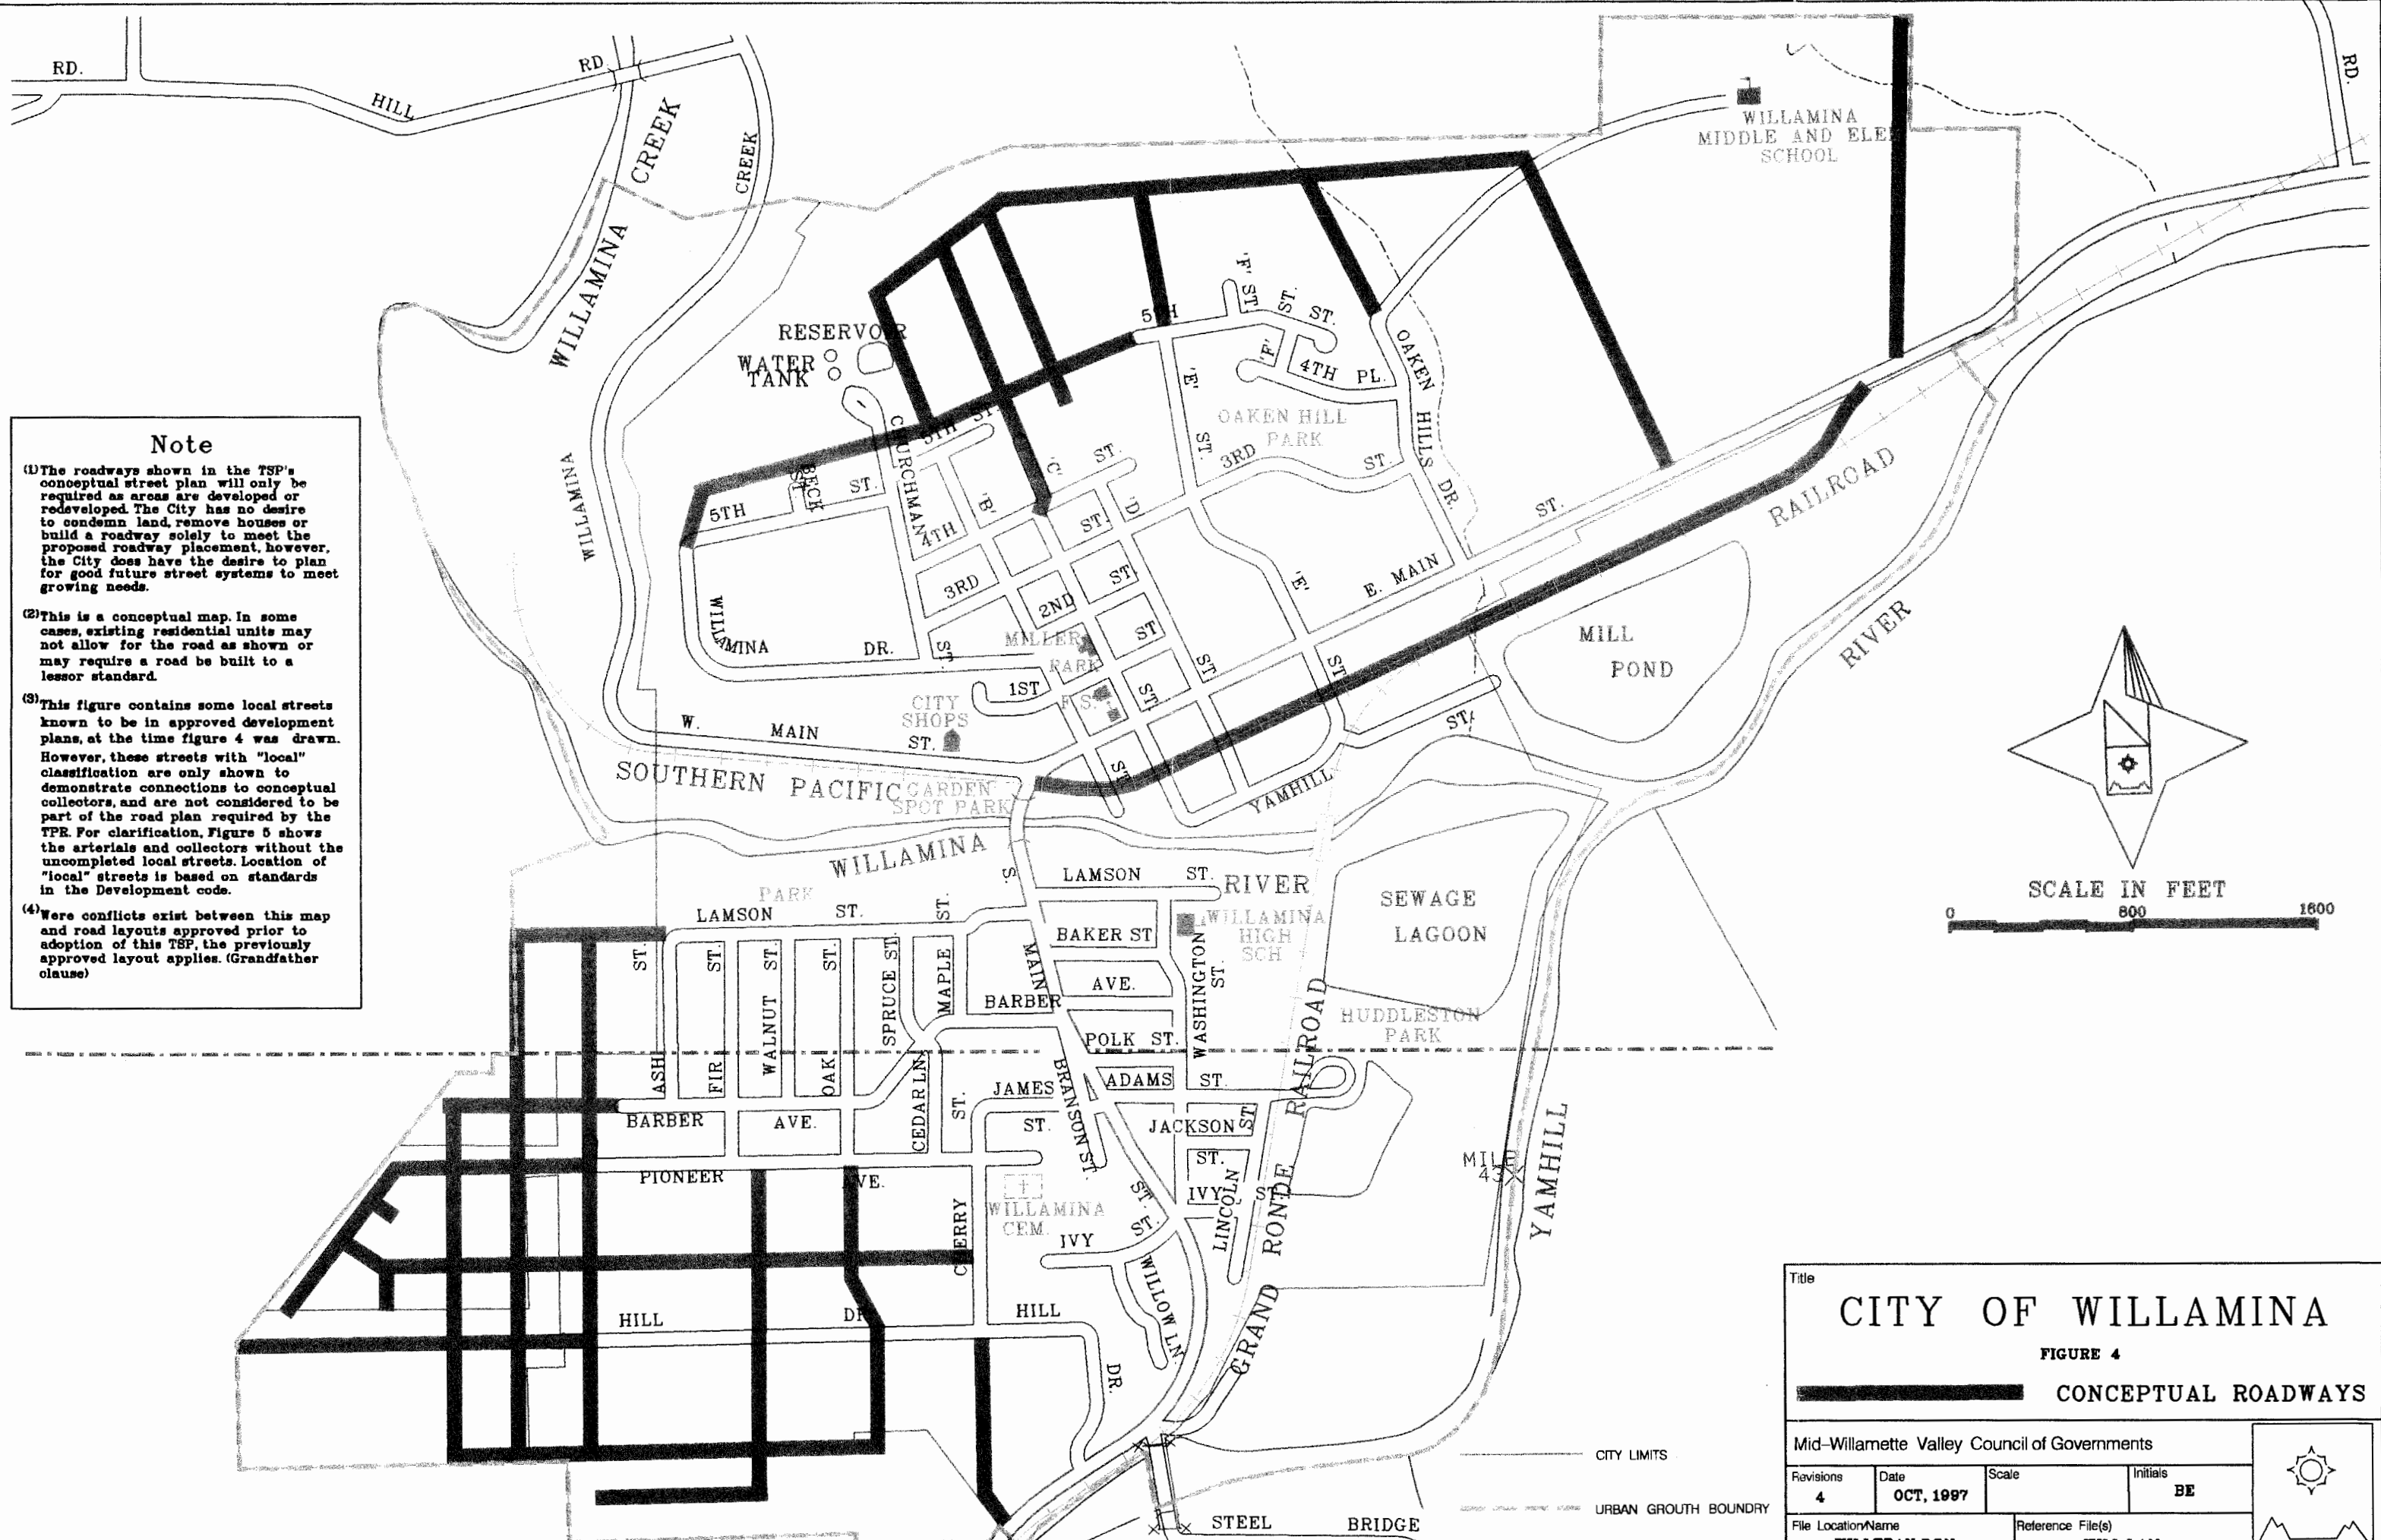 RD.
HILL
RD.
WILLAMINA CREEK
CREEK
WILLAMINA
RD.
WILLAMINA
MIDDLE AND ELE
SCHOOL
RESERVOIR
WATER
TANK
5TH
'F' ST.
ST.
ST.
'F'
4TH PL.
OAKEN HILLS DR.
OAKEN HILL
PARK
'E' ST.
3RD ST.
5TH ST.
CHURCHMAN ST.
BECK ST.
5TH ST.
'B'
'C' ST.
'D'
4TH ST.
3RD ST.
2ND ST
WILLAMINA DR.
MILLER
PARK
1ST
F.S.
CITY
SHOPS
ST
ST.
ST.
'E' ST.
E. MAIN ST.
RAILROAD
MILL
POND
RIVER
W. MAIN ST.
SOUTHERN PACIFIC
GARDEN
SPOT PARK
YAMHILL ST.
Note
(1)The roadways shown in the TSP's
conceptual street plan will only be
required as areas are developed or
redeveloped. The City has no desire
to condemn land, remove houses or
build a roadway solely to meet the
proposed roadway placement, however,
the City does have the desire to plan
for good future street systems to meet
growing needs.
(2)This is a conceptual map. In some
cases, existing residential units may
not allow for the road as shown or
may require a road be built to a
lessor standard.
(3)This figure contains some local streets
known to be in approved development
plans, at the time figure 4 was drawn.
However, these streets with "local"
classification are only shown to
demonstrate connections to conceptual
collectors, and are not considered to be
part of the road plan required by the
TPR. For clarification, Figure 5 shows
the arterials and collectors without the
uncompleted local streets. Location of
"local" streets is based on standards
in the Development code.
(4)Were conflicts exist between this map
and road layouts approved prior to
adoption of this TSP, the previously
approved layout applies. (Grandfather
clause)
SCALE IN FEET
0 800 1600
WILLAMINA
RIVER
PARK
LAMSON ST.
S. MAIN
LAMSON ST.
BAKER ST
WILLAMINA
HIGH
SCH
SEWAGE
LAGOON
ASH ST.
FIR ST.
WALNUT ST.
OAK ST.
SPRUCE ST.
MAPLE ST.
BARBER AVE.
POLK ST.
WASHINGTON ST.
HUDDLESTON
PARK
CEDAR LN.
JAMES ST.
BRANSON ST.
ADAMS ST.
BARBER AVE.
JACKSON ST
ST.
PIONEER AVE.
WILLAMINA
CEM.
CHERRY ST.
IVY ST.
IVY ST
LINCOLN
ST.
WILLOW LN.
GRAND RONDE RAILROAD
MILE
43
YAMHILL
HILL DR.
HILL DR.
STEEL BRIDGE
CITY LIMITS
URBAN GROUTH BOUNDRY
Title
CITY OF WILLAMINA
FIGURE 4
CONCEPTUAL ROADWAYS
Mid-Willamette Valley Council of Governments
Revisions
4
Date
OCT, 1997
Scale
Initials
BE
File Location/Name
Reference File(s)